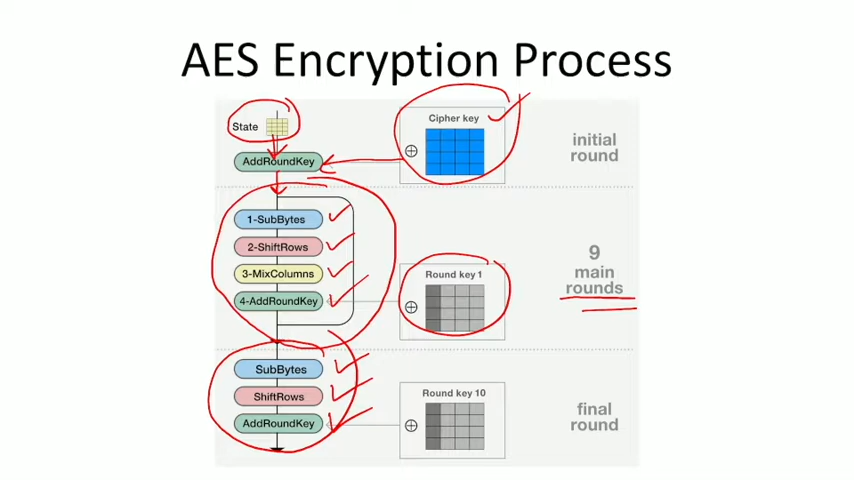 AES Encryption Process
State
Cipher key
AddRoundKey
initial
round
1-SubBytes
2-ShiftRows
3-MixColumns
4-AddRoundKey
Round key 1
9
main
rounds
SubBytes
ShiftRows
AddRoundKey
Round key 10
final
round